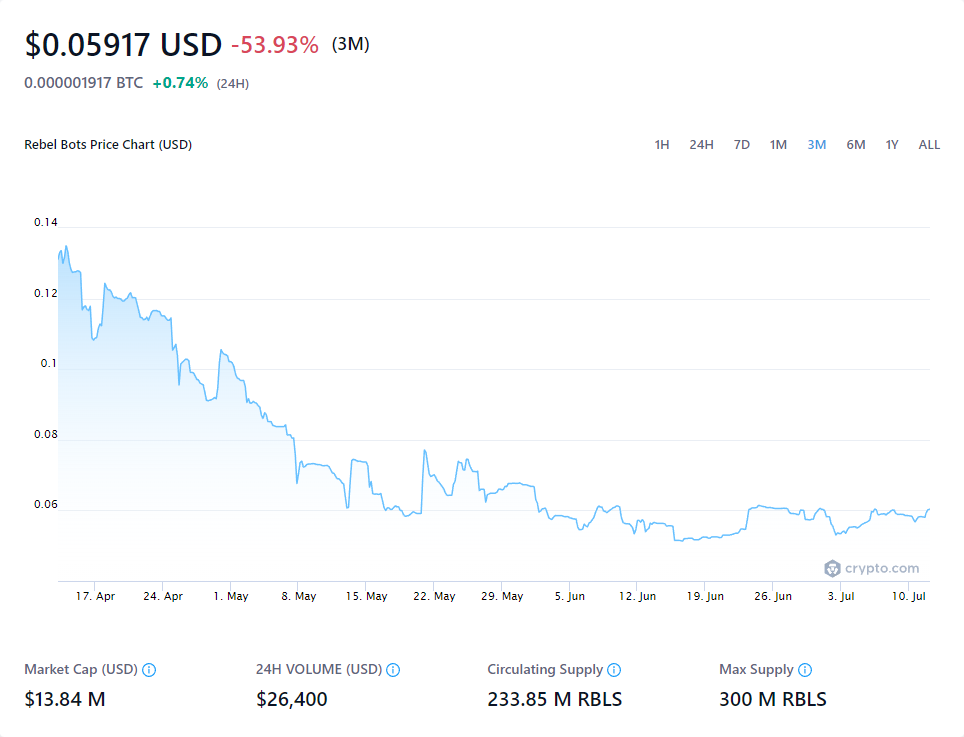 $0.05917 USD -53.93% (3M)
0.000001917 BTC +0.74% (24H)
Rebel Bots Price Chart (USD) 1H 24H 7D 1M 3M 6M 1Y ALL
0.14
0.12
0.1
0.08
0.06
crypto.com
17. Apr 24. Apr 1. May 8. May 15. May 22. May 29. May 5. Jun 12. Jun 19. Jun 26. Jun 3. Jul 10. Jul
Market Cap (USD) 24H VOLUME (USD) Circulating Supply Max Supply
$13.84 M $26,400 233.85 M RBLS 300 M RBLS